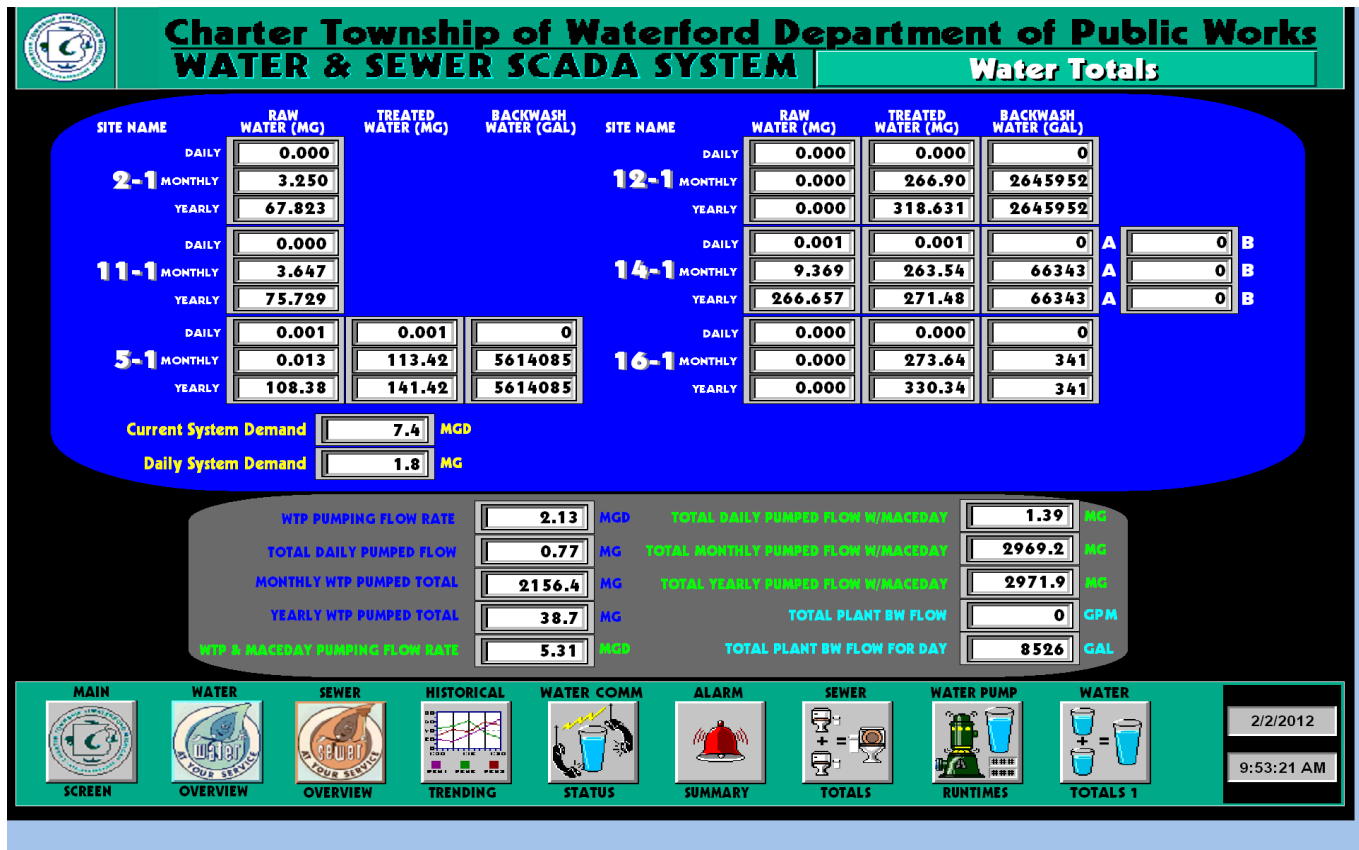 Charter Township of Waterford Department of Public Works
WATER & SEWER SCADA SYSTEM
Water Totals
SITE NAME RAW WATER (MG) TREATED WATER (MG) BACKWASH WATER (GAL)
2-1
DAILY 0.000
MONTHLY 3.250
YEARLY 67.823
11-1
DAILY 0.000
MONTHLY 3.647
YEARLY 75.729
5-1
DAILY 0.001 0.001 0
MONTHLY 0.013 113.42 5614085
YEARLY 108.38 141.42 5614085
SITE NAME RAW WATER (MG) TREATED WATER (MG) BACKWASH WATER (GAL)
12-1
DAILY 0.000 0.000 0
MONTHLY 0.000 266.90 2645952
YEARLY 0.000 318.631 2645952
14-1
DAILY 0.001 0.001 0 A 0 B
MONTHLY 9.369 263.54 66343 A 0 B
YEARLY 266.657 271.48 66343 A 0 B
16-1
DAILY 0.000 0.000 0
MONTHLY 0.000 273.64 341
YEARLY 0.000 330.34 341
Current System Demand 7.4 MGD
Daily System Demand 1.8 MG
WTP PUMPING FLOW RATE 2.13 MGD
TOTAL DAILY PUMPED FLOW 0.77 MG
MONTHLY WTP PUMPED TOTAL 2156.4 MG
YEARLY WTP PUMPED TOTAL 38.7 MG
WTP & MACEDAY PUMPING FLOW RATE 5.31 MGD
TOTAL DAILY PUMPED FLOW W/MACEDAY 1.39 MG
TOTAL MONTHLY PUMPED FLOW W/MACEDAY 2969.2 MG
TOTAL YEARLY PUMPED FLOW W/MACEDAY 2971.9 MG
TOTAL PLANT BW FLOW 0 GPM
TOTAL PLANT BW FLOW FOR DAY 8526 GAL
MAIN
SCREEN
WATER
water
AT YOUR SERVICE
OVERVIEW
SEWER
sewer
AT YOUR SERVICE
OVERVIEW
HISTORICAL
TRENDING
WATER COMM
STATUS
ALARM
SUMMARY
SEWER
TOTALS
WATER PUMP
###
###
RUNTIMES
WATER
TOTALS 1
2/2/2012
9:53:21 AM